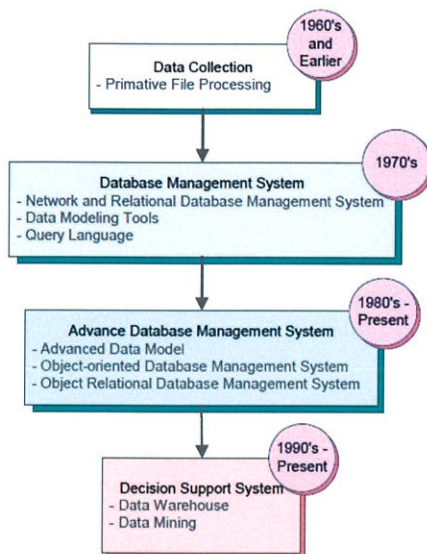 1960's
and
Earlier
Data Collection
- Primative File Processing
1970's
Database Management System
- Network and Relational Database Management System
- Data Modeling Tools
- Query Language
1980's -
Present
Advance Database Management System
- Advanced Data Model
- Object-oriented Database Management System
- Object Relational Database Management System
1990's -
Present
Decision Support System
- Data Warehouse
- Data Mining